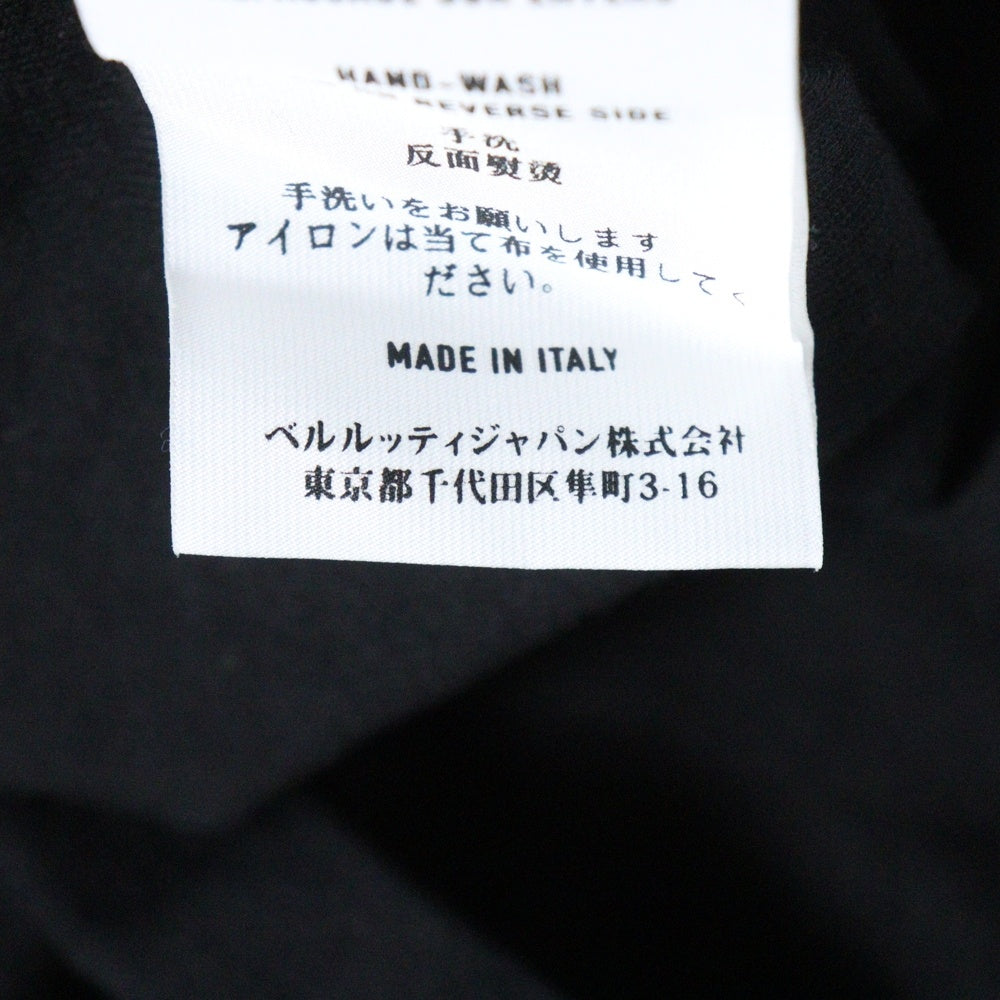 HAND-WASH
REVERSE SIDE
手洗
反面熨烫
手洗いをお願いします
アイロンは当て布を使用してく
ださい。
MADE IN ITALY
ベルルッティジャパン株式会社
東京都千代田区隼町3-16